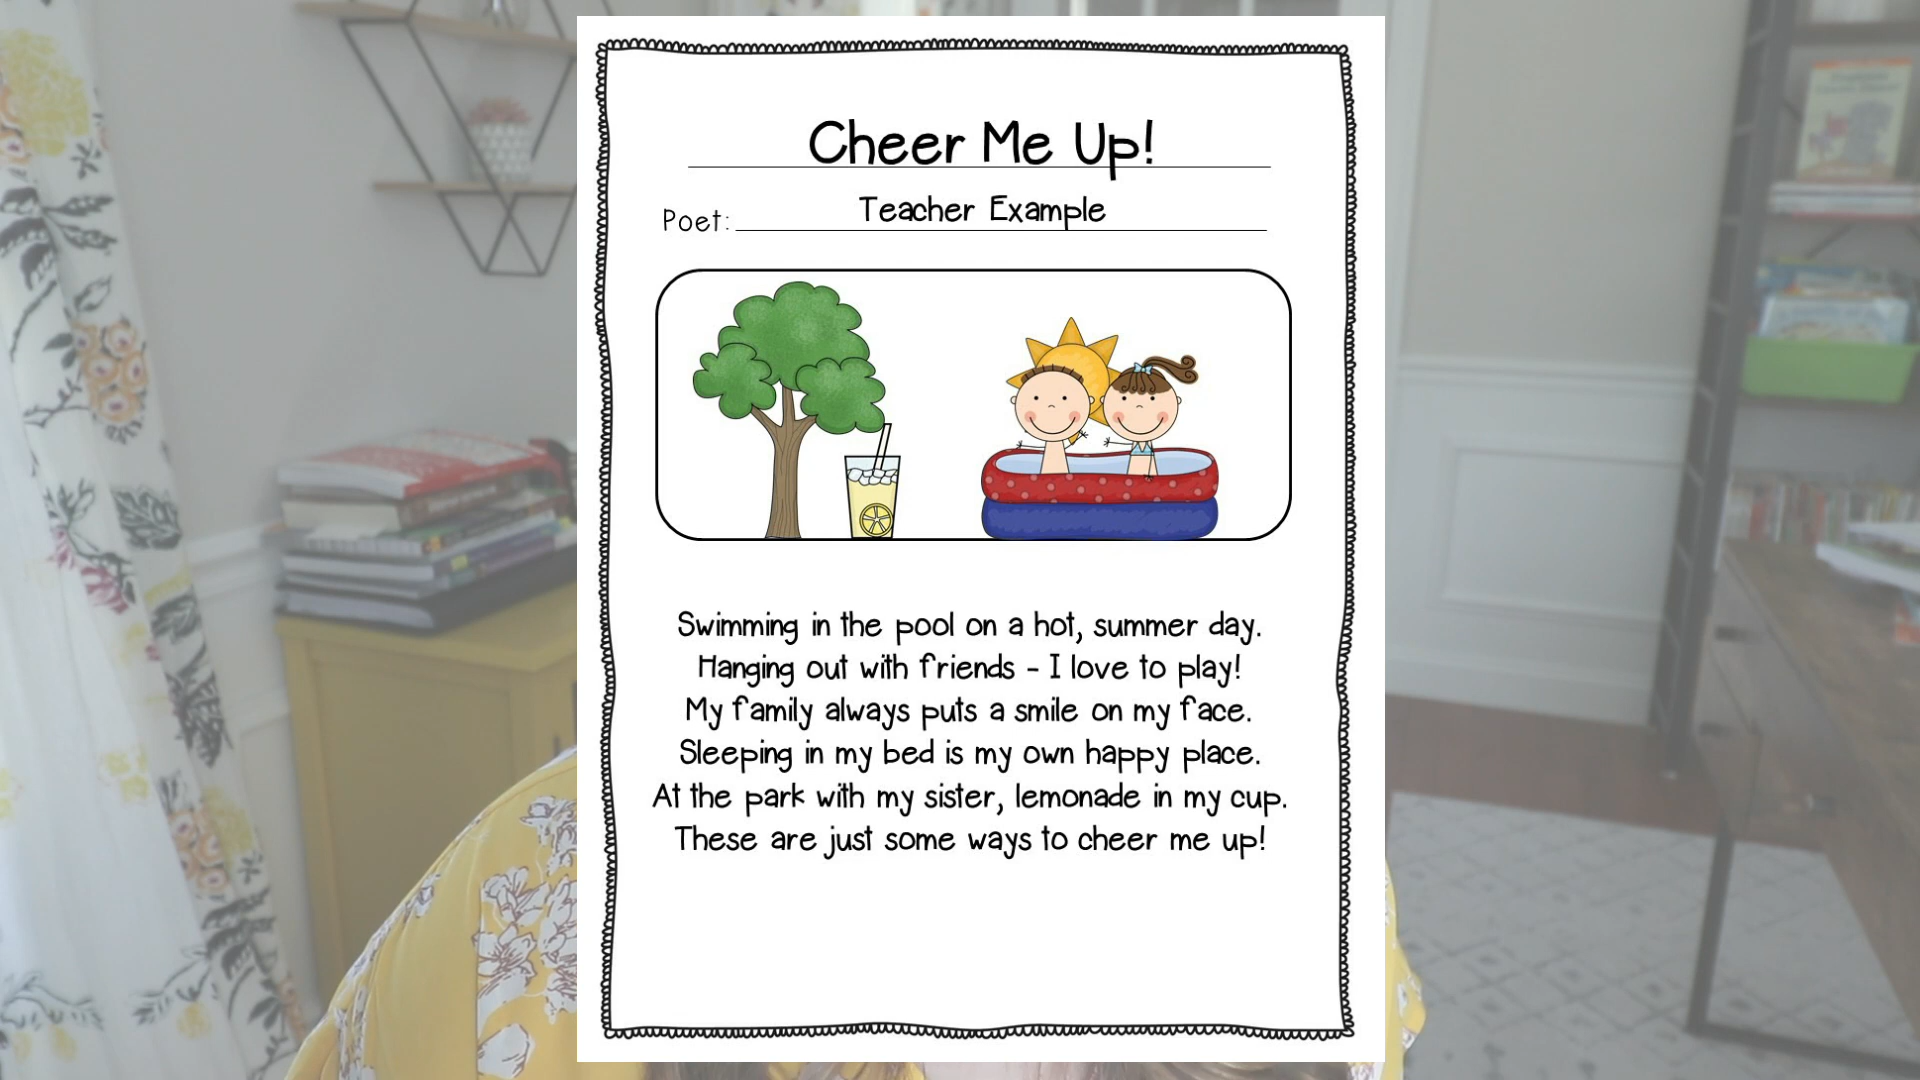 Cheer Me Up!
Poet: Teacher Example
Swimming in the pool on a hot, summer day.
Hanging out with friends - I love to play!
My family always puts a smile on my face.
Sleeping in my bed is my own happy place.
At the park with my sister, lemonade in my cup.
These are just some ways to cheer me up!